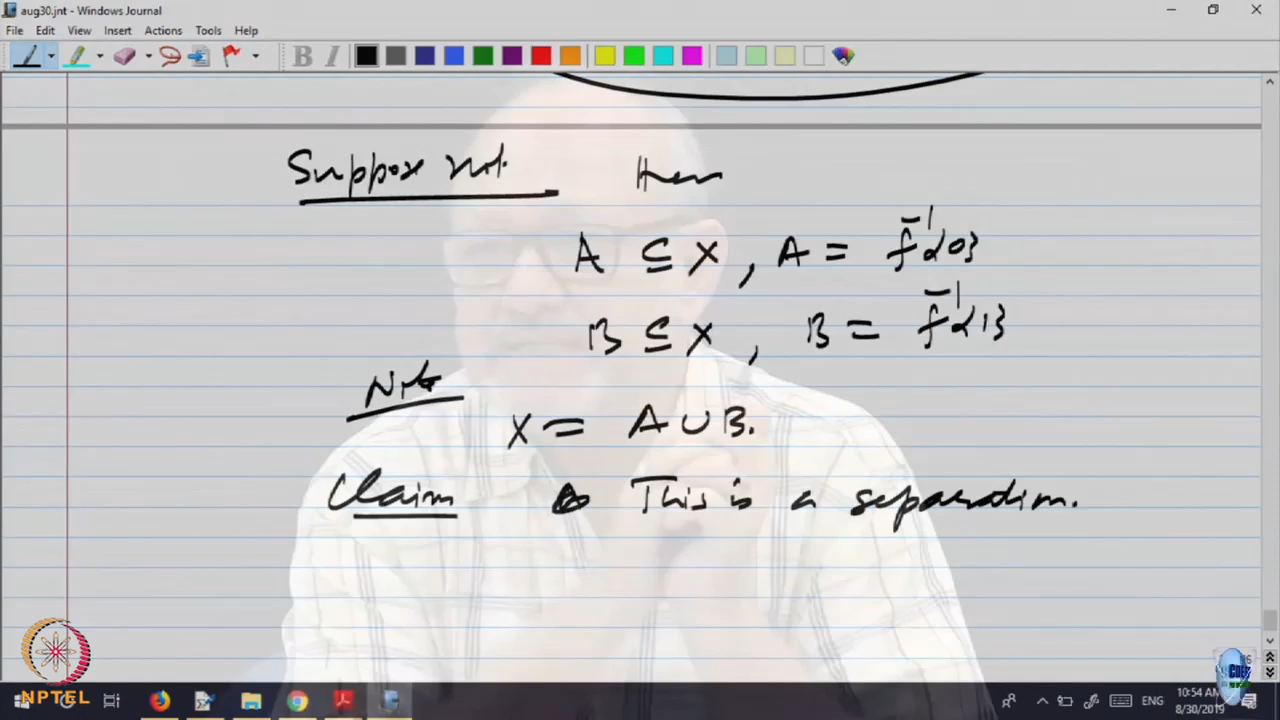 aug30.jnt - Windows Journal
File Edit View Insert Actions Tools Help
B I
Suppose not then
A ⊆ X, A = f⁻¹{0}
B ⊆ X, B = f⁻¹{1}
Note
X = A ∪ B.
Claim This is a separation.
NPTEL
ENG
10:54 AM
8/30/2019